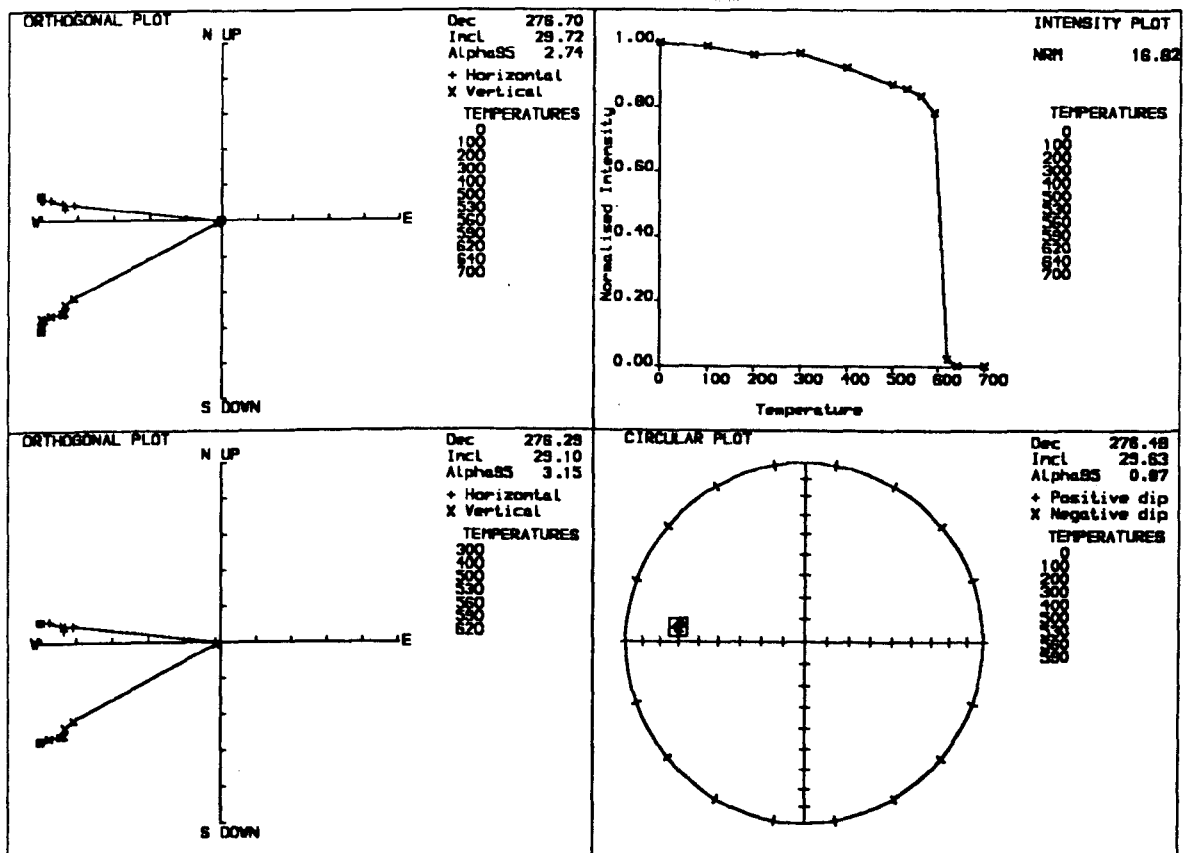 ORTHOGONAL PLOT
N UP
Dec 276.70
Incl 29.72
Alpha95 2.74
+ Horizontal
X Vertical
TEMPERATURES
0
100
200
300
400
500
530
560
590
620
640
700
W
E
S DOWN
INTENSITY PLOT
NRM 16.82
TEMPERATURES
0
100
200
300
400
500
530
560
590
620
640
700
Normalised Intensity
1.00
0.80
0.60
0.40
0.20
0.00
0 100 200 300 400 500 600 700
Temperature
ORTHOGONAL PLOT
N UP
Dec 276.29
Incl 29.10
Alpha95 3.15
+ Horizontal
X Vertical
TEMPERATURES
300
400
500
530
560
590
620
W
E
S DOWN
CIRCULAR PLOT
Dec 276.48
Incl 29.63
Alpha95 0.87
+ Positive dip
X Negative dip
TEMPERATURES
0
100
200
300
400
500
530
560
590